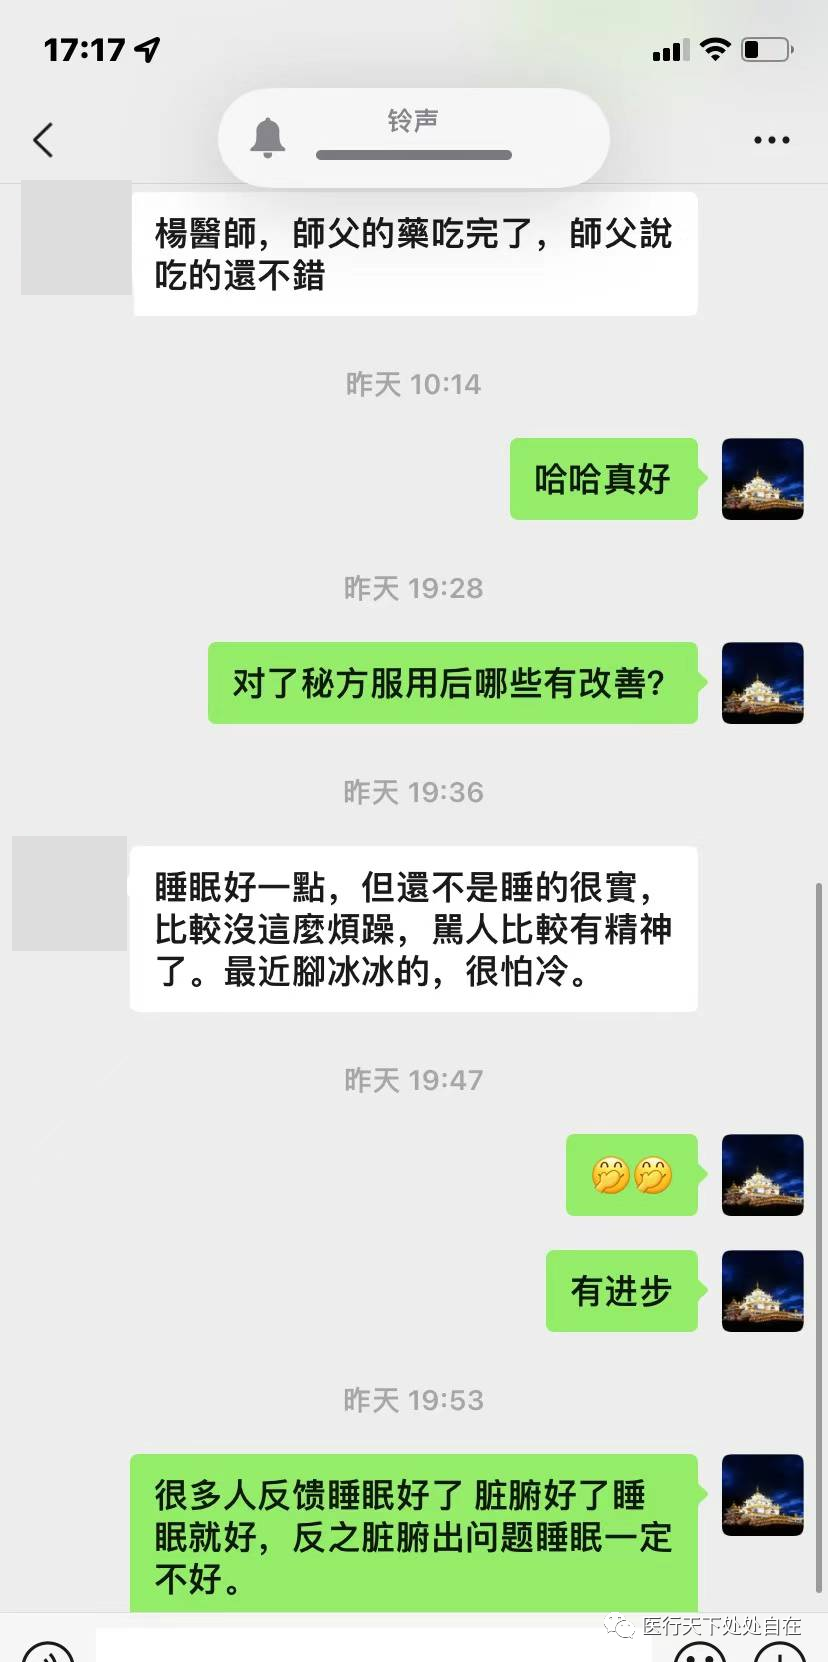 17:17
铃声
楊醫師，師父的藥吃完了，師父說
吃的還不錯
昨天 10:14
哈哈真好
昨天 19:28
对了秘方服用后哪些有改善?
昨天 19:36
睡眠好一點，但還不是睡的很實，
比較沒這麼煩躁，罵人比較有精神
了。最近腳冰冰的，很怕冷。
昨天 19:47
有进步
昨天 19:53
很多人反馈睡眠好了 脏腑好了睡
眠就好，反之脏腑出问题睡眠一定
不好。
医行天下处处自在